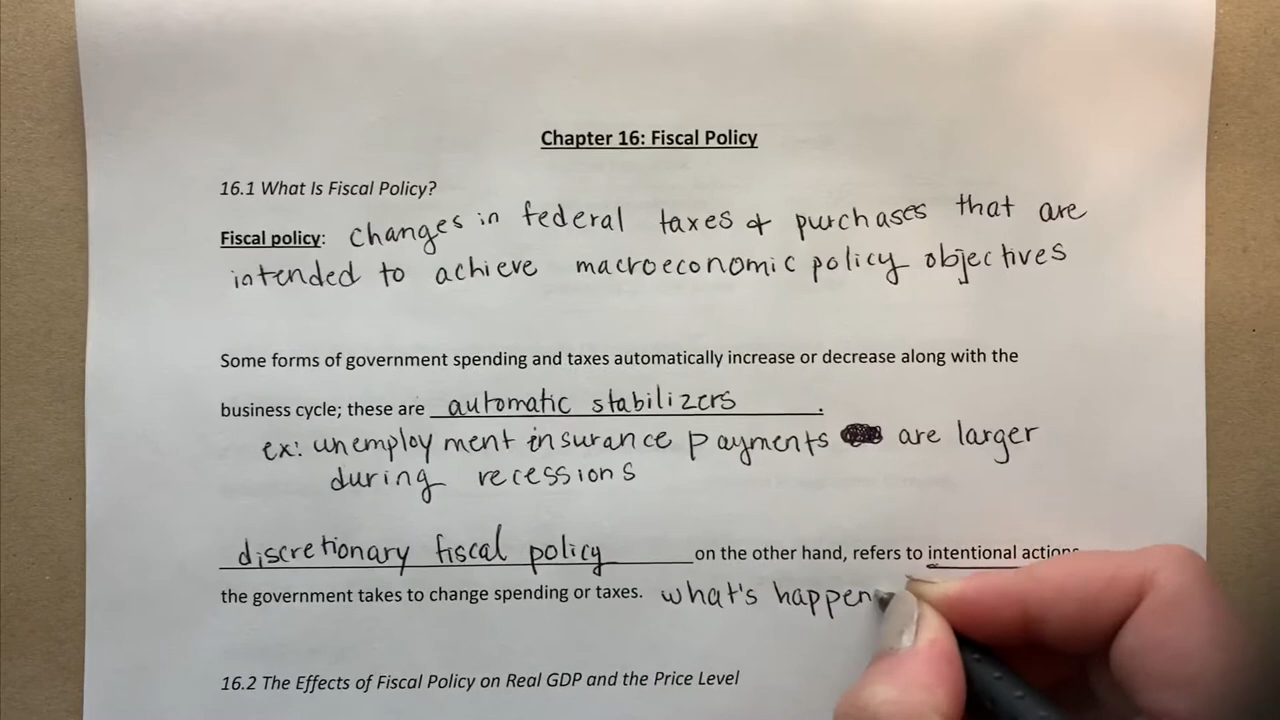 Chapter 16: Fiscal Policy
16.1 What Is Fiscal Policy?
Fiscal policy: changes in federal taxes & purchases that are
intended to achieve macroeconomic policy objectives
Some forms of government spending and taxes automatically increase or decrease along with the
business cycle; these are automatic stabilizers.
ex: unemployment insurance payments are larger
during recessions
discretionary fiscal policy on the other hand, refers to intentional actions
the government takes to change spending or taxes. what's happen
16.2 The Effects of Fiscal Policy on Real GDP and the Price Level